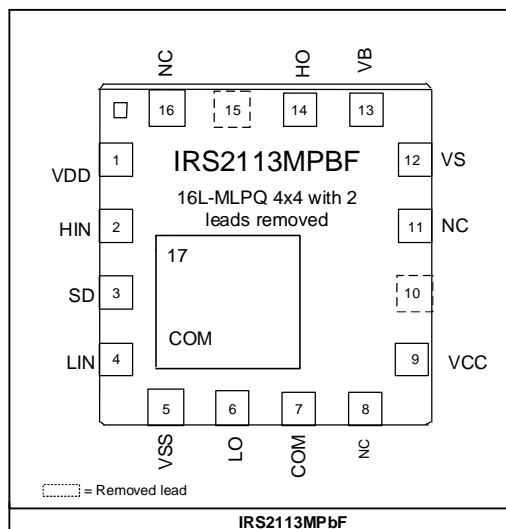 NC
HO
VB
16
15
14
13
1
VDD
IRS2113MPBF
12
VS
16L-MLPQ 4x4 with 2
leads removed
HIN
2
11
NC
17
SD
3
10
COM
LIN
4
9
VCC
5
6
7
8
VSS
LO
COM
NC
= Removed lead
IRS2113MPbF